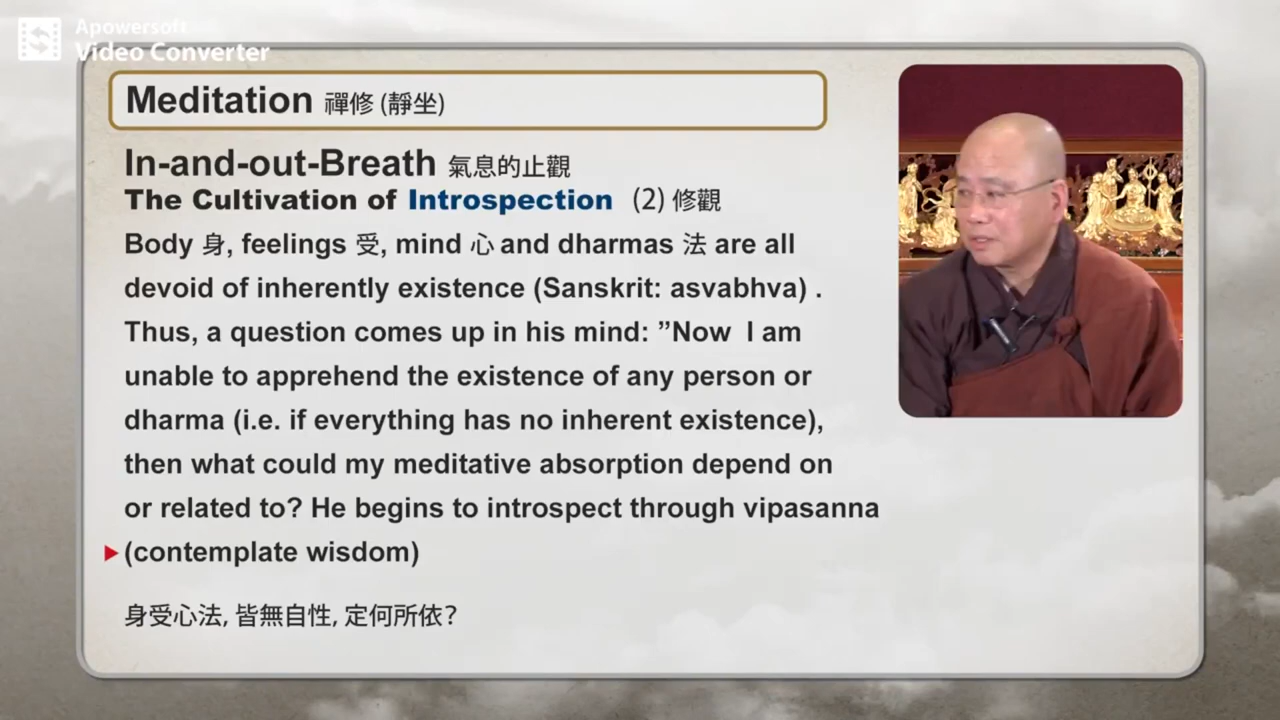 Apowersoft
Video Converter
Meditation 禪修 (靜坐)
In-and-out-Breath 氣息的止觀
The Cultivation of Introspection (2) 修觀
Body 身, feelings 受, mind 心 and dharmas 法 are all
devoid of inherently existence (Sanskrit: asvabhva) .
Thus, a question comes up in his mind: ”Now I am
unable to apprehend the existence of any person or
dharma (i.e. if everything has no inherent existence),
then what could my meditative absorption depend on
or related to? He begins to introspect through vipasanna
(contemplate wisdom)
身受心法, 皆無自性, 定何所依?